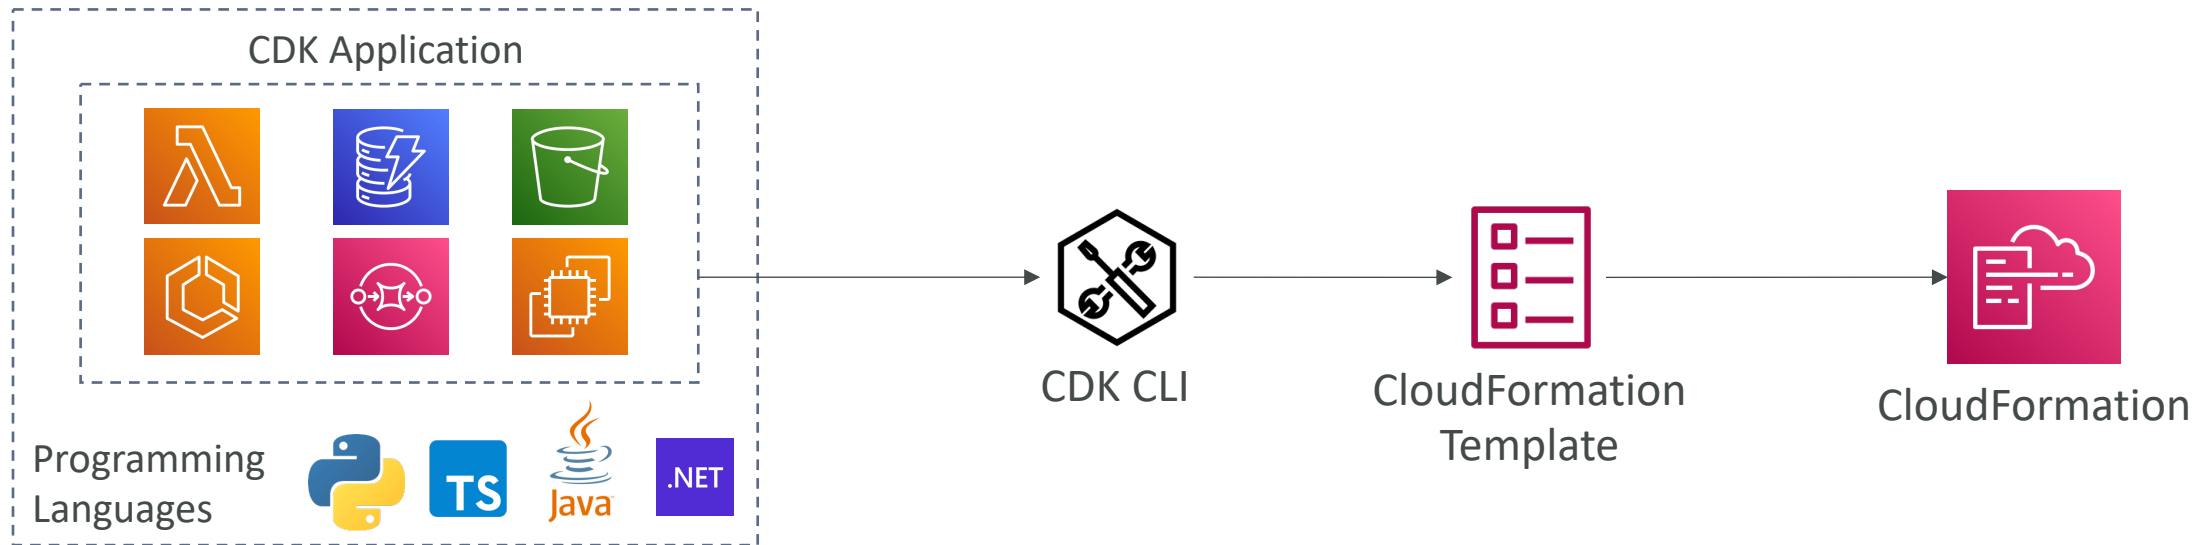 CDK Application
Programming
Languages
TS
Java
.NET
CDK CLI
CloudFormation
Template
CloudFormation